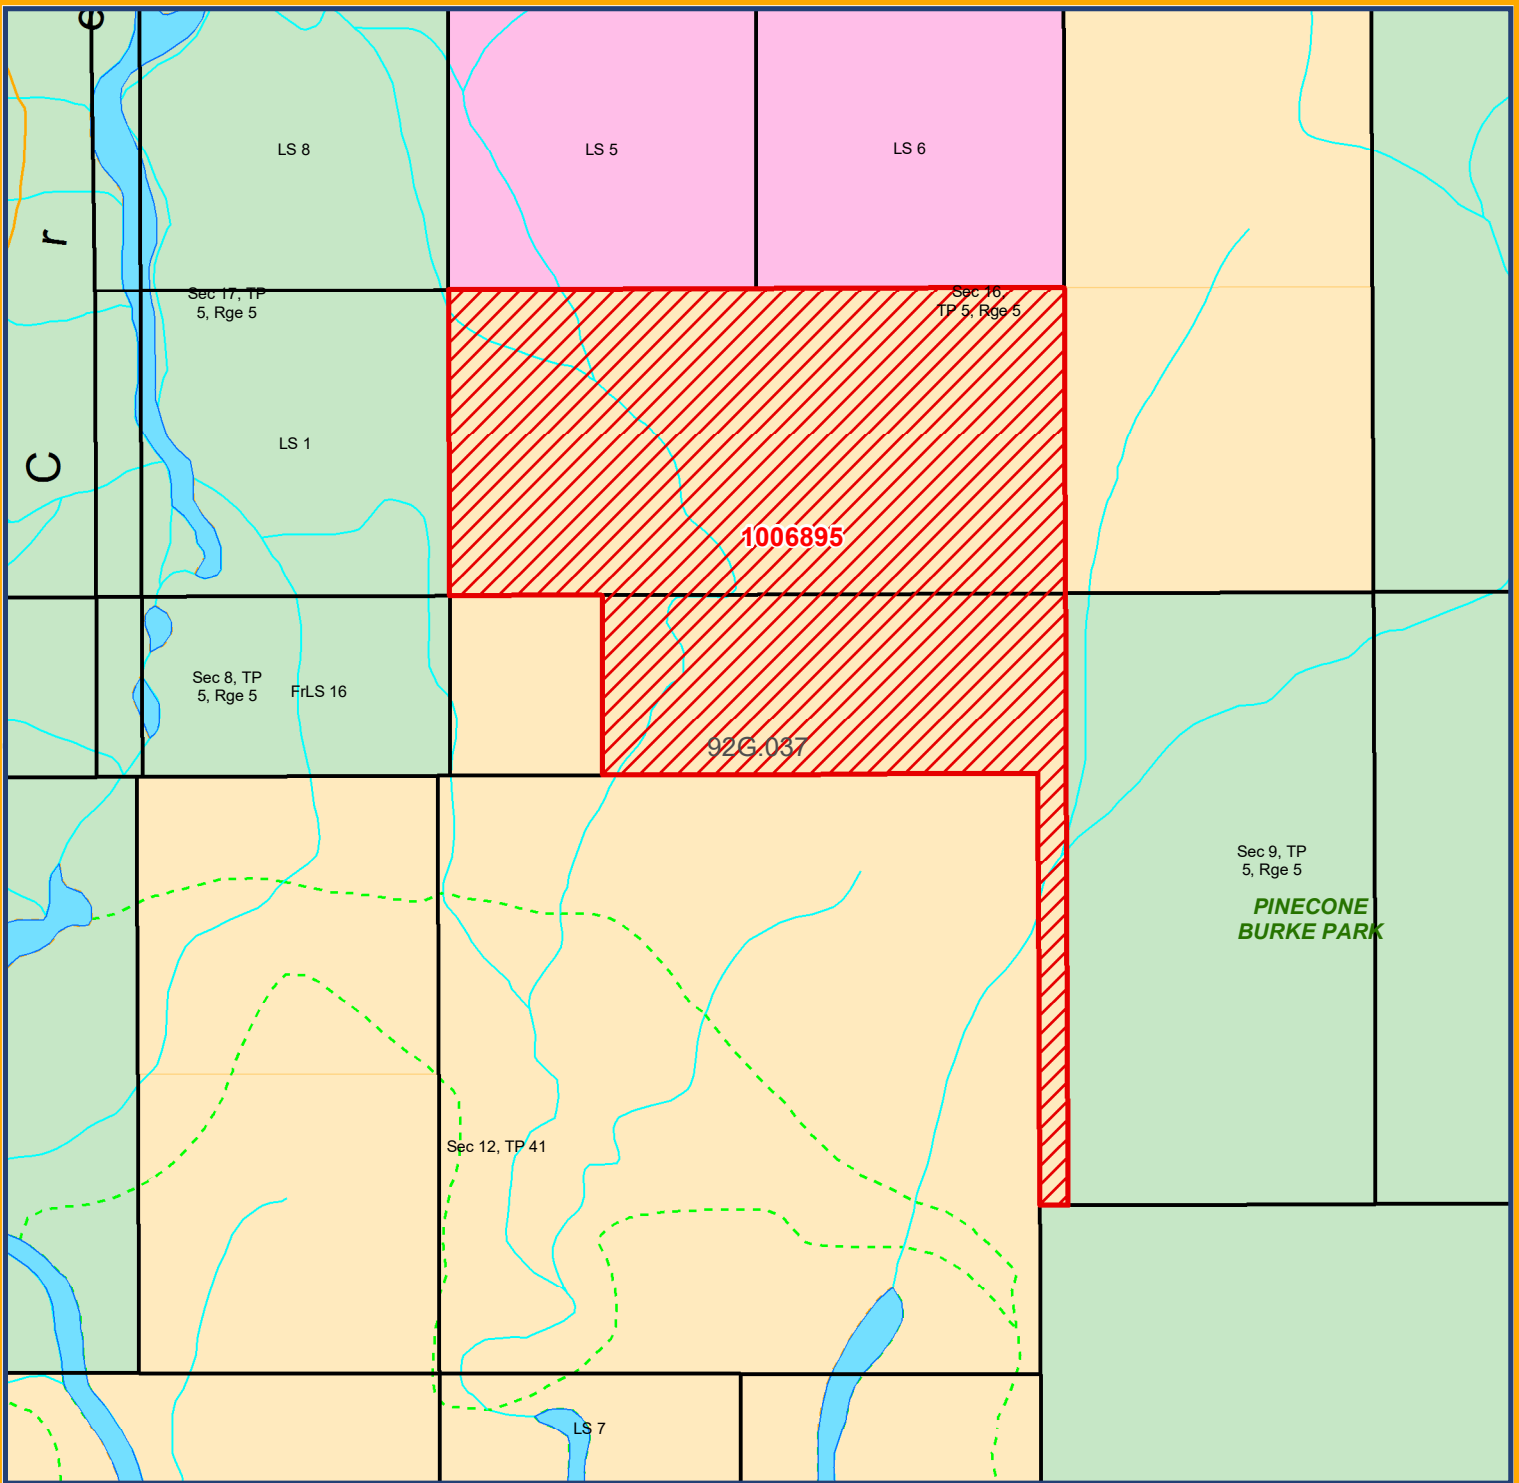 e
LS 8
LS 5
LS 6
r
Sec 17, TP
5, Rge 5
Sec 16,
TP 5, Rge 5
LS 1
C
1006895
Sec 8, TP
5, Rge 5
FrLS 16
92G.037
Sec 9, TP
5, Rge 5
PINECONE
BURKE PARK
Sec 12, TP 41
LS 7